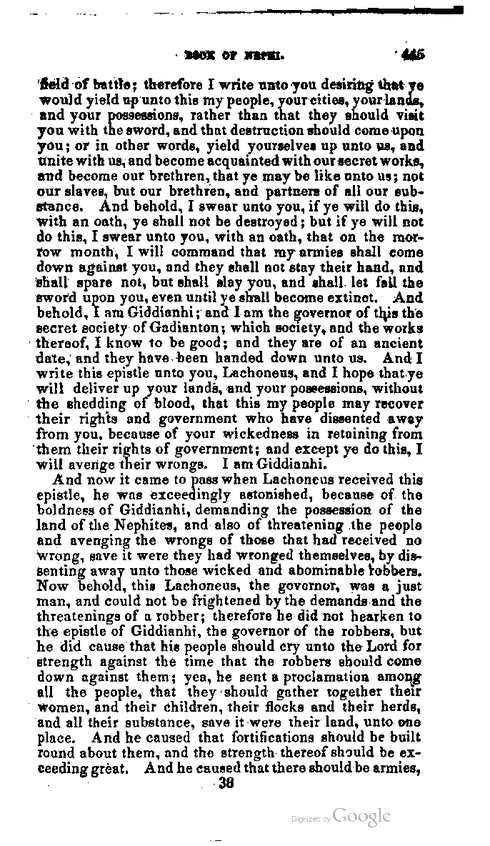 BOOK OF NEPHI. 445
field of battle; therefore I write unto you desiring that ye
would yield up unto this my people, your cities, your lands,
and your possessions, rather than that they should visit
you with the sword, and that destruction should come upon
you; or in other words, yield yourselves up unto us, and
unite with us, and become acquainted with our secret works,
and become our brethren, that ye may be like unto us; not
our slaves, but our brethren, and partners of all our sub-
stance. And behold, I swear unto you, if ye will do this,
with an oath, ye shall not be destroyed; but if ye will not
do this, I swear unto you, with an oath, that on the mor-
row month, I will command that my armies shall come
down against you, and they shall not stay their hand, and
shall spare not, but shall slay you, and shall let fall the
sword upon you, even until ye shall become extinct. And
behold, I am Giddianhi; and I am the governor of this the
secret society of Gadianton; which society, and the works
thereof, I know to be good; and they are of an ancient
date, and they have been handed down unto us. And I
write this epistle unto you, Lachoneus, and I hope that ye
will deliver up your lands, and your possessions, without
the shedding of blood, that this my people may recover
their rights and government who have dissented away
from you, because of your wickedness in retaining from
them their rights of government; and except ye do this, I
will avenge their wrongs. I am Giddianhi.
And now it came to pass when Lachoneus received this
epistle, he was exceedingly astonished, because of the
boldness of Giddianhi, demanding the possession of the
land of the Nephites, and also of threatening the people
and avenging the wrongs of those that had received no
wrong, save it were they had wronged themselves, by dis-
senting away unto those wicked and abominable robbers.
Now behold, this Lachoneus, the governor, was a just
man, and could not be frightened by the demands and the
threatenings of a robber; therefore he did not hearken to
the epistle of Giddianhi, the governor of the robbers, but
he did cause that his people should cry unto the Lord for
strength against the time that the robbers should come
down against them; yea, he sent a proclamation among
all the people, that they should gather together their
women, and their children, their flocks and their herds,
and all their substance, save it were their land, unto one
place. And he caused that fortifications should be built
round about them, and the strength thereof should be ex-
ceeding great. And he caused that there should be armies,
38
Digitized by Google